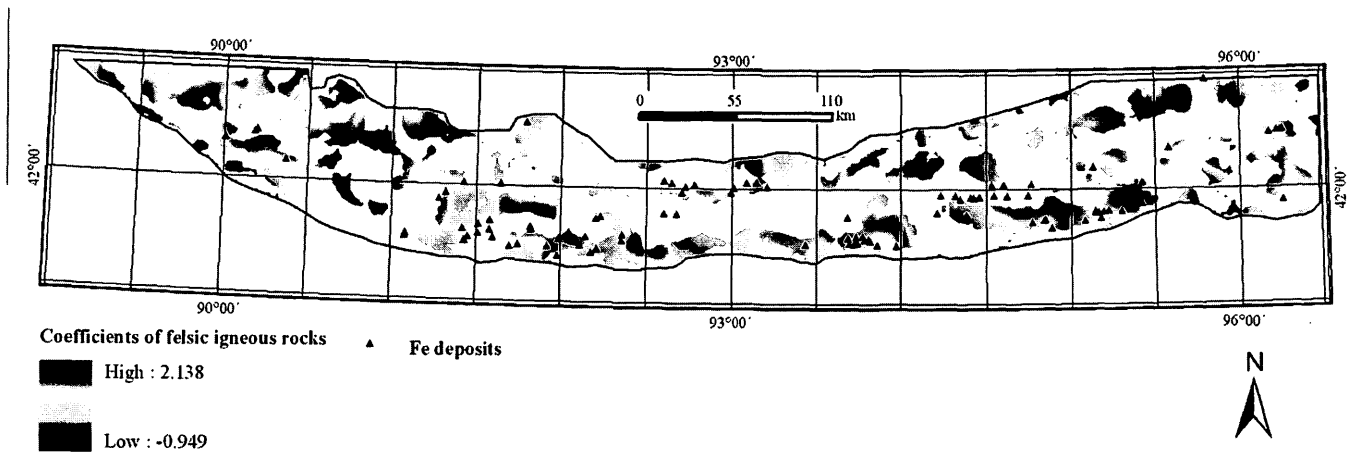 90°00′
93°00′
96°00′
0 55 110
km
42°00′
42°00′
90°00′
93°00′
96°00′
Coefficients of felsic igneous rocks
Fe deposits
High : 2.138
Low : -0.949
N